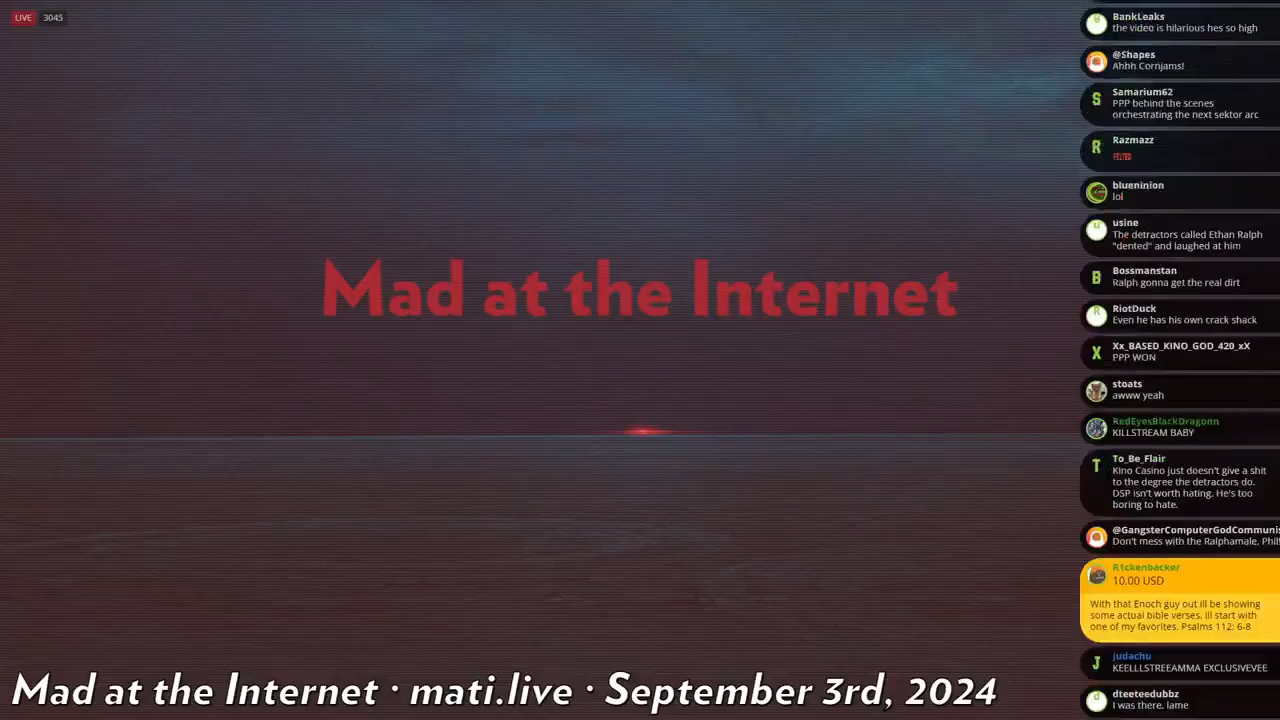 LIVE 3045
Mad at the Internet
BankLeaks
the video is hilarious hes so high
@Shapes
Ahhh Cornjams!
Samarium62
PPP behind the scenes
orchestrating the next sektor arc
Razmazz
FELTED
blueninion
lol
usine
The detractors called Ethan Ralph
"dented" and laughed at him
Bossmanstan
Ralph gonna get the real dirt
RiotDuck
Even he has his own crack shack
Xx_BASED_KINO_GOD_420_xX
PPP WON
stoats
awww yeah
RedEyesBlackDragonn
KILLSTREAM BABY
To_Be_Flair
Kino Casino just doesn't give a shit
to the degree the detractors do.
DSP isn't worth hating. He's too
boring to hate.
@GangsterComputerGodCommunis
Don't mess with the Ralphamale, Phil!
R1ckenbacker
10.00 USD
With that Enoch guy out ill be showing
some actual bible verses, ill start with
one of my favorites. Psalms 112: 6-8
judachu
KEELLLSTREEAMMA EXCLUSIVEVEE
dteeteedubbz
I was there, lame
Mad at the Internet · mati.live · September 3rd, 2024